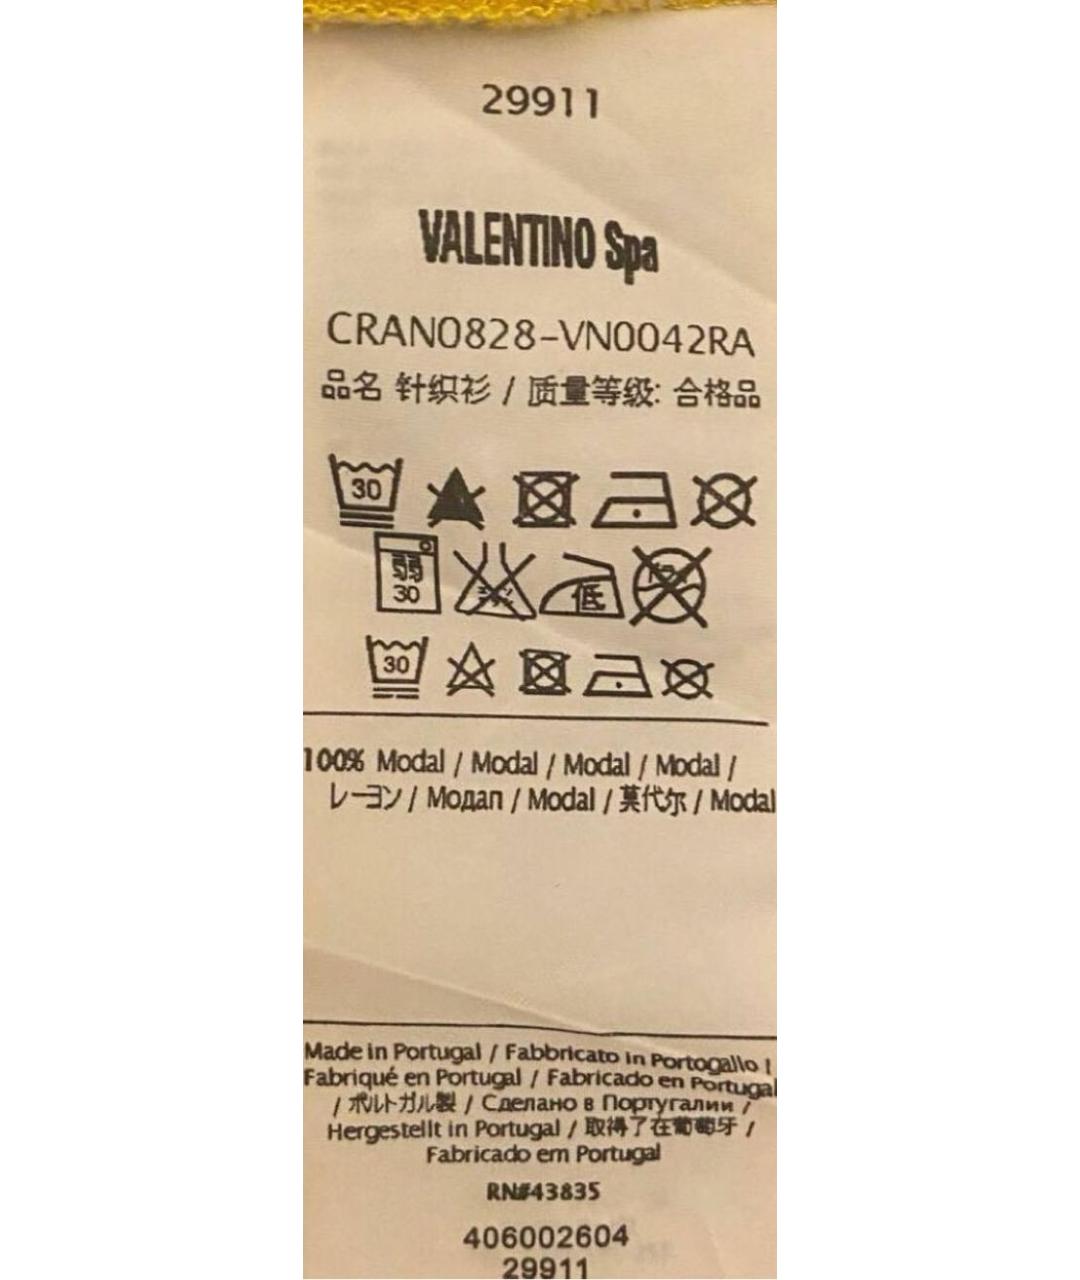 29911
VALENTINO Spa
CRAN0828-VN0042RA
品名 针织衫 / 质量等级: 合格品
30
弱
30
低
ドライ
30
100% Modal / Modal / Modal / Modal /
レーヨン / Модал / Modal / 莫代尔 / Modal
Made in Portugal / Fabbricato in Portogallo /
Fabriqué en Portugal / Fabricado en Portugal
/ ポルトガル製 / Сделано в Португалии /
Hergestellt in Portugal / 取得了在葡萄牙 /
Fabricado em Portugal
RN#43835
406002604
29911